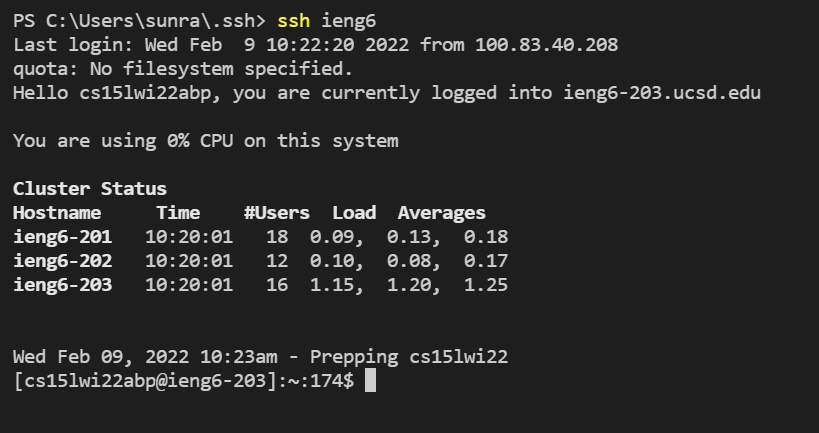 PS C:\Users\sunra\.ssh> ssh ieng6
Last login: Wed Feb  9 10:22:20 2022 from 100.83.40.208
quota: No filesystem specified.
Hello cs15lwi22abp, you are currently logged into ieng6-203.ucsd.edu
You are using 0% CPU on this system
Cluster Status
Hostname     Time    #Users  Load  Averages
ieng6-201   10:20:01   18  0.09,  0.13,  0.18
ieng6-202   10:20:01   12  0.10,  0.08,  0.17
ieng6-203   10:20:01   16  1.15,  1.20,  1.25
Wed Feb 09, 2022 10:23am - Prepping cs15lwi22
[cs15lwi22abp@ieng6-203]:~:174$